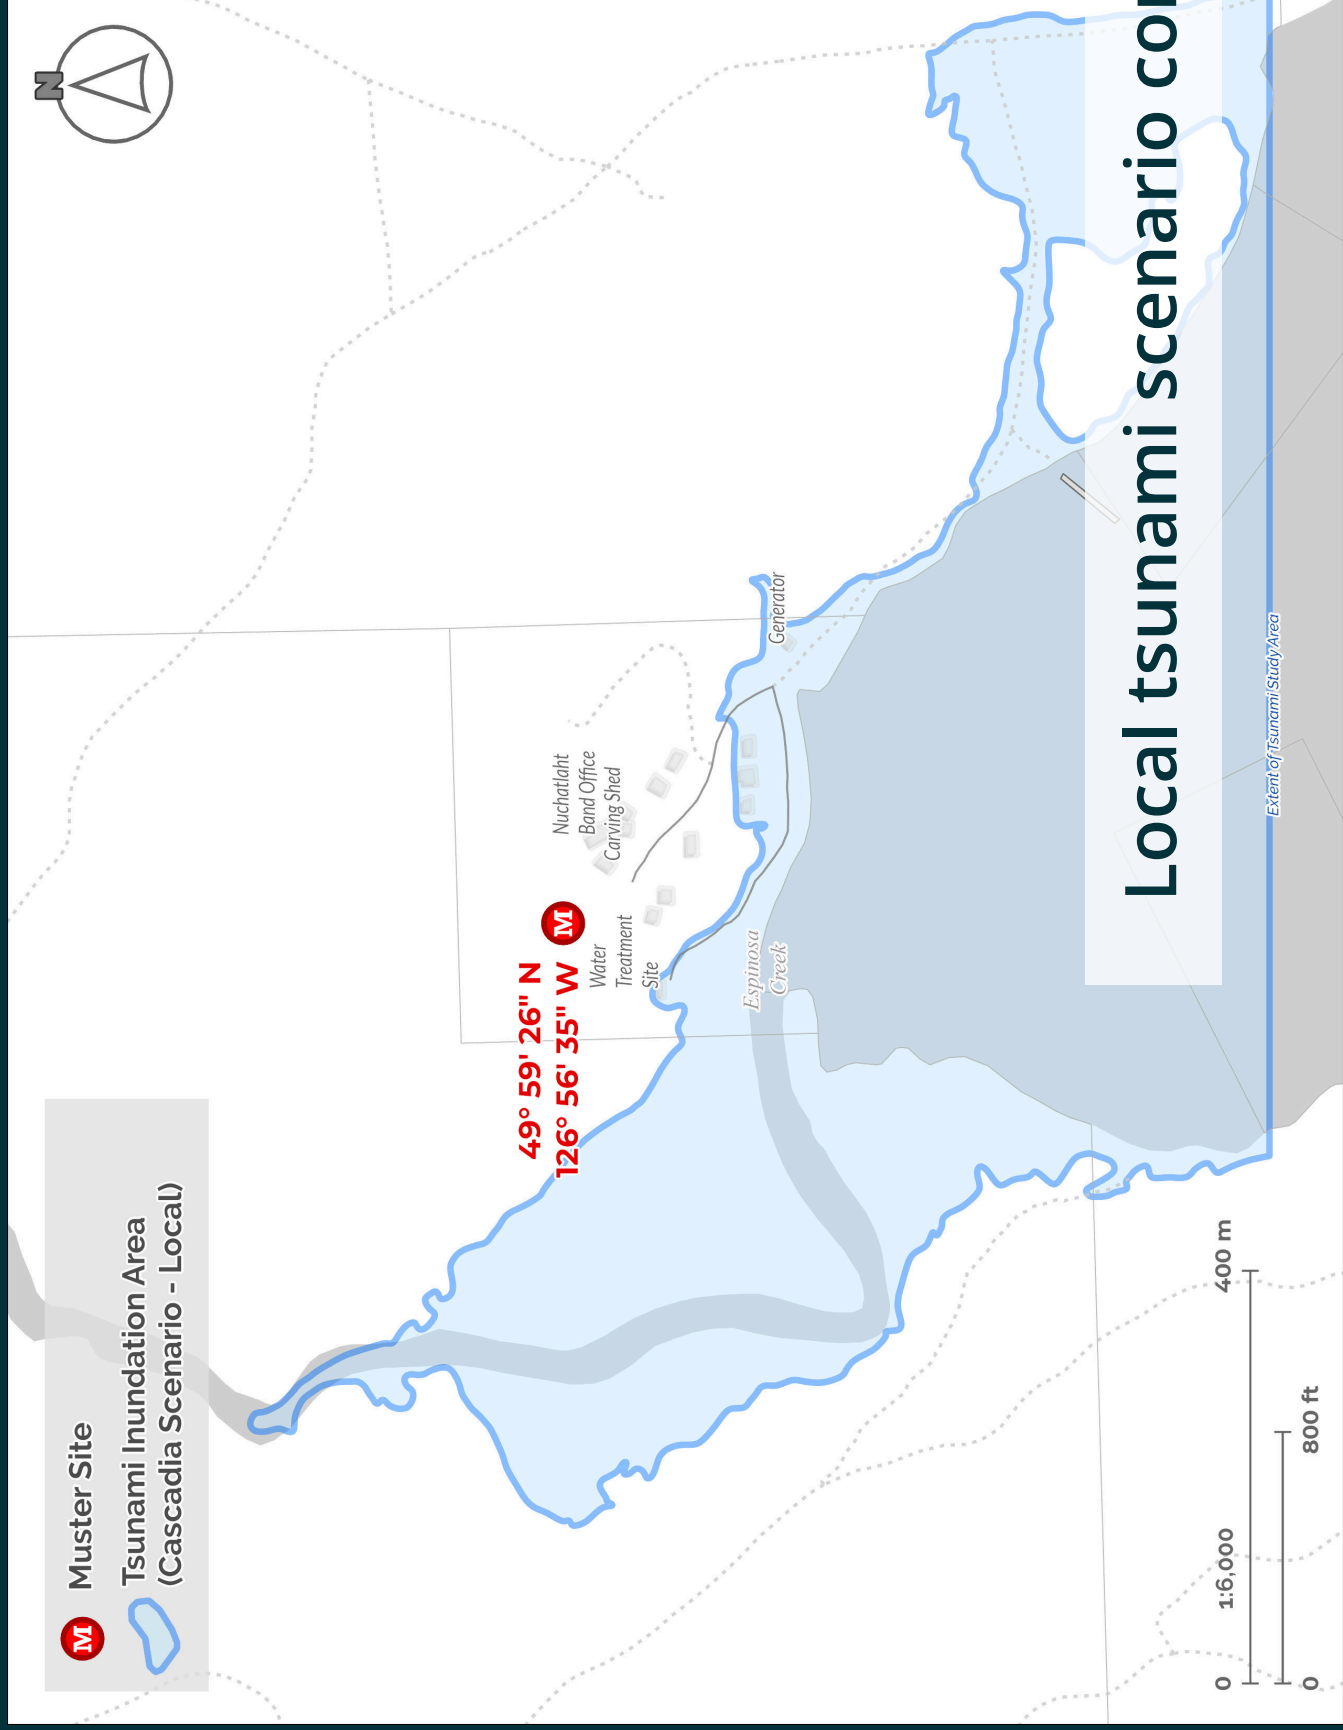 N
M Muster Site
Tsunami Inundation Area
(Cascadia Scenario - Local)
49° 59' 26" N
126° 56' 35" W
M
Nuchatlaht
Band Office
Carving Shed
Water
Treatment
Site
Generator
Espinosa
Creek
Local tsunami scenario co
Extent of Tsunami Study Area
0 1:6,000 400 m
0 800 ft